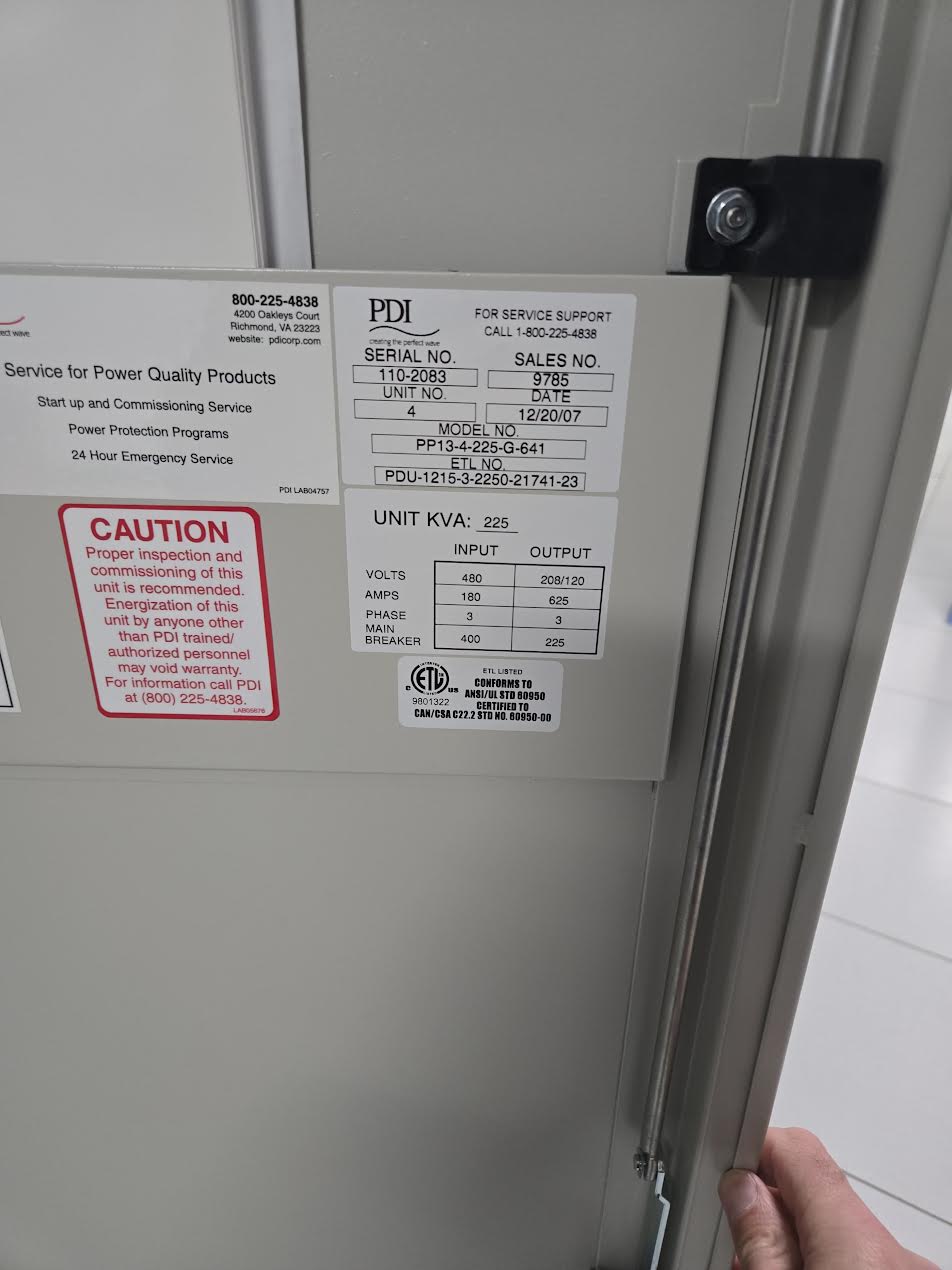 800-225-4838
4200 Oakleys Court
Richmond, VA 23223
website: pdicorp.com
wave
Service for Power Quality Products
Start up and Commissioning Service
Power Protection Programs
24 Hour Emergency Service
PDI LAB04757
PDI
creating the perfect wave
FOR SERVICE SUPPORT
CALL 1-800-225-4838
SERIAL NO. SALES NO.
110-2083 9785
UNIT NO. DATE
4 12/20/07
MODEL NO.
PP13-4-225-G-641
ETL NO.
PDU-1215-3-2250-21741-23
CAUTION
Proper inspection and
commissioning of this
unit is recommended.
Energization of this
unit by anyone other
than PDI trained/
authorized personnel
may void warranty.
For information call PDI
at (800) 225-4838.
LAB05876
UNIT KVA: 225
INPUT OUTPUT
VOLTS 480 208/120
AMPS 180 625
PHASE 3 3
MAIN
BREAKER 400 225
ETL LISTED
CONFORMS TO
ANSI/UL STD 60950
CERTIFIED TO
CAN/CSA C22.2 STD NO. 60950-00
C ETL US
9801322